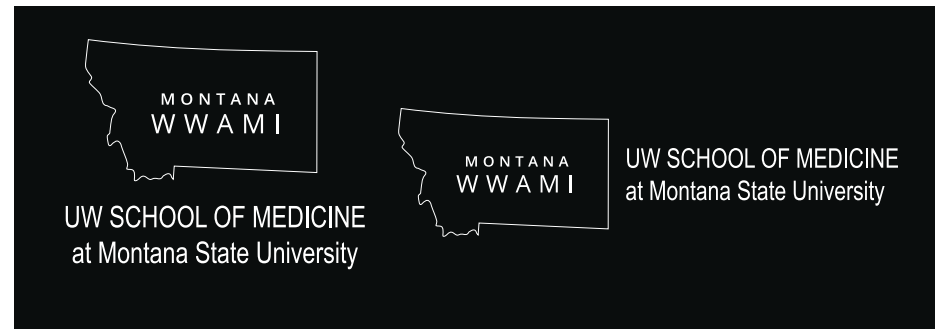 MONTANA
WWAMI
UW SCHOOL OF MEDICINE
at Montana State University
MONTANA
WWAMI
UW SCHOOL OF MEDICINE
at Montana State University